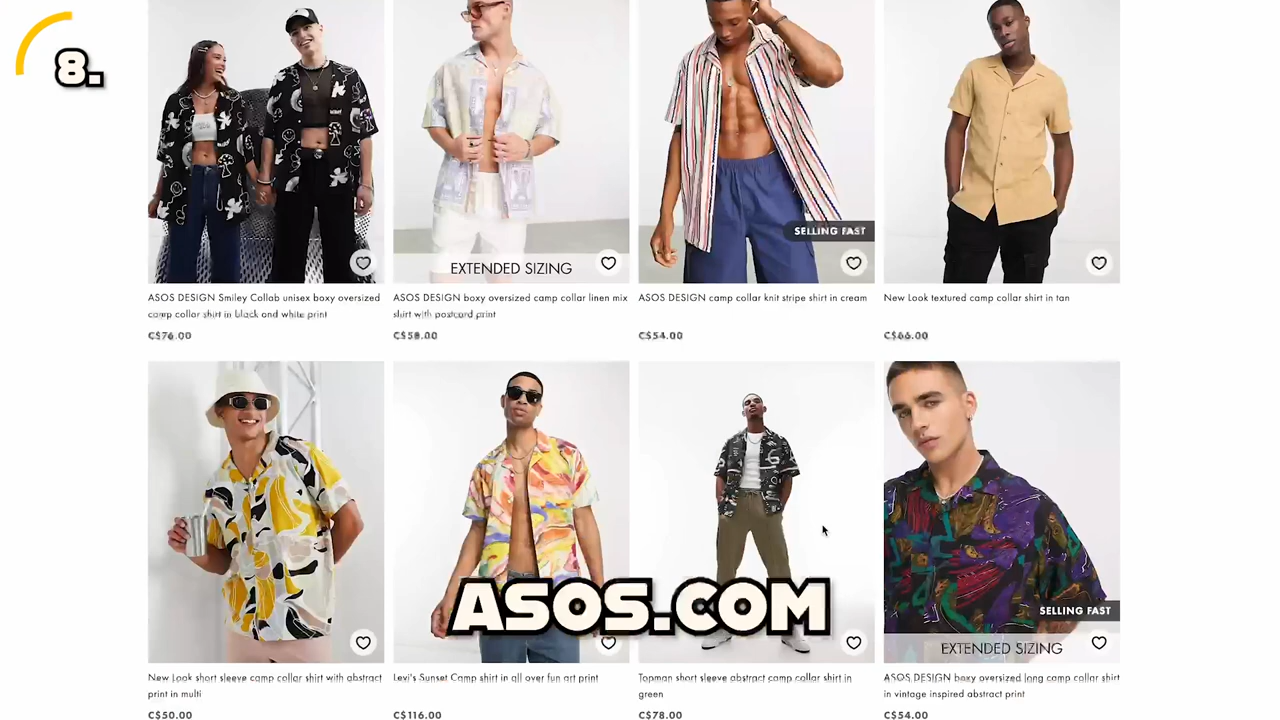 8.
SELLING FAST
EXTENDED SIZING
ASOS DESIGN Smiley Collab unisex boxy oversized
camp collar shirt in black and white print
C$76.00
ASOS DESIGN boxy oversized camp collar linen mix
shirt with postcard print
C$58.00
ASOS DESIGN camp collar knit stripe shirt in cream
C$54.00
New Look textured camp collar shirt in tan
C$66.00
SELLING FAST
EXTENDED SIZING
ASOS.COM
New Look short sleeve camp collar shirt with abstract
print in multi
C$50.00
Levi's Sunset Camp shirt in all over fun art print
C$116.00
Topman short sleeve abstract camp collar shirt in
green
C$78.00
ASOS DESIGN boxy oversized long camp collar shirt
in vintage inspired abstract print
C$54.00